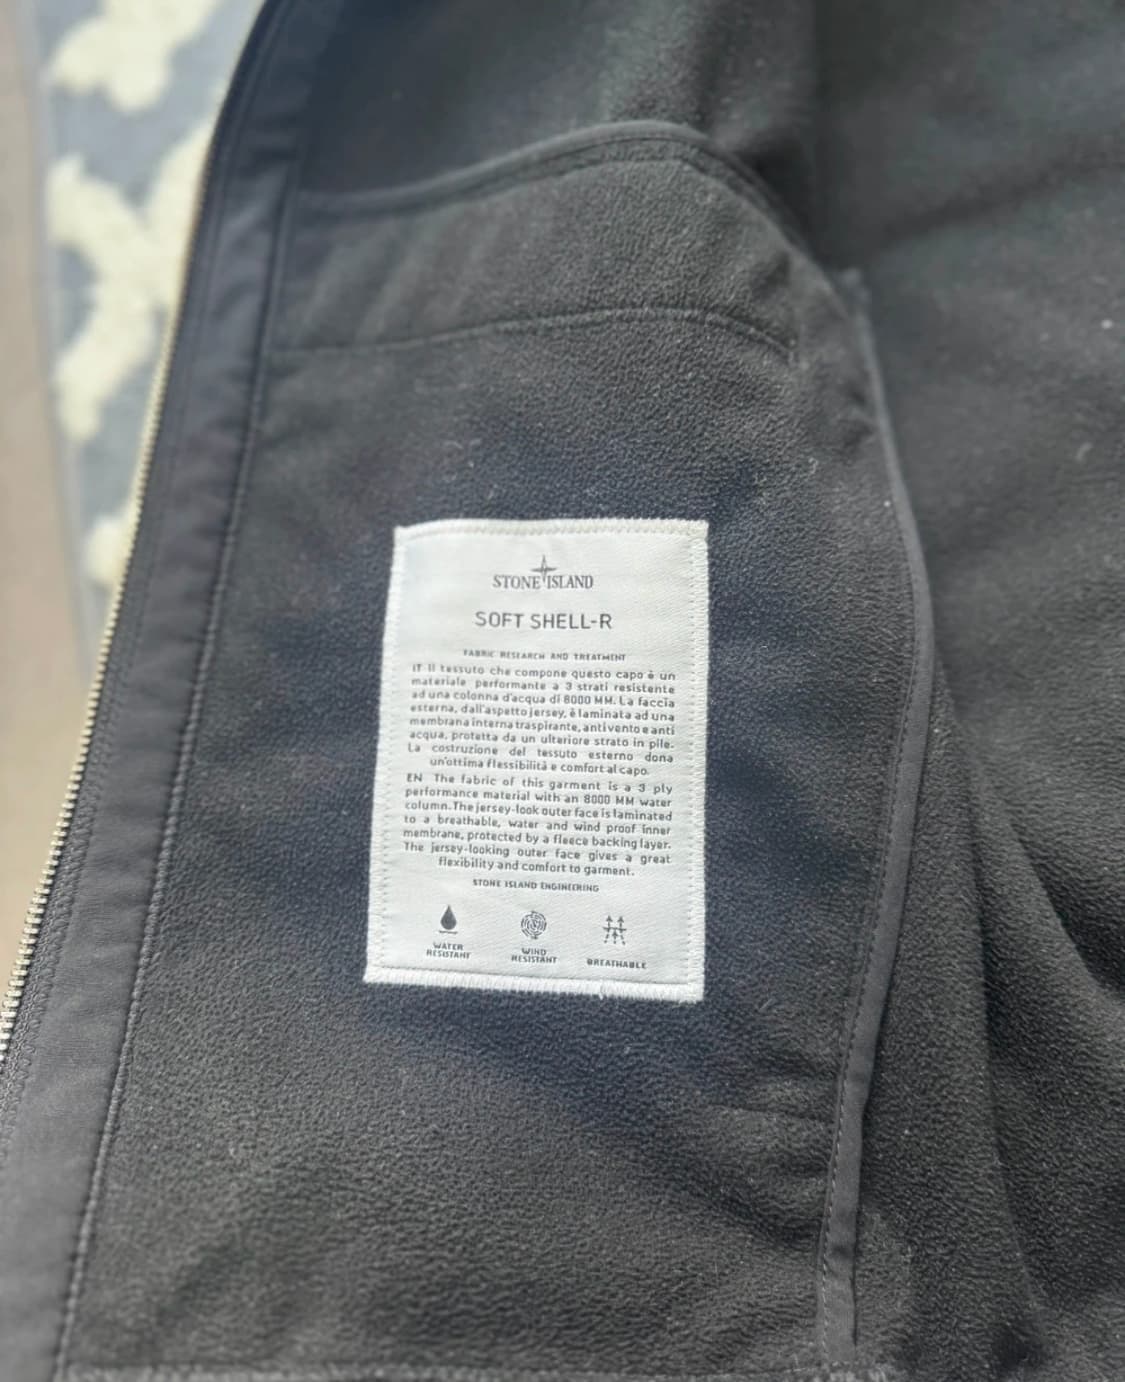 STONE ISLAND
SOFT SHELL-R
FABRIC RESEARCH AND TREATMENT
IT Il tessuto che compone questo capo è un
materiale performante a 3 strati resistente
ad una colonna d'acqua di 8000 MM. La faccia
esterna, dall'aspetto jersey, è laminata ad una
membrana interna traspirante, antivento e anti
acqua, protetta da un ulteriore strato in pile.
La costruzione del tessuto esterno dona
un'ottima flessibilità e comfort al capo.
EN The fabric of this garment is a 3 ply
performance material with an 8000 MM water
column. The jersey-look outer face is laminated
to a breathable, water and wind proof inner
membrane, protected by a fleece backing layer.
The jersey-looking outer face gives a great
flexibility and comfort to garment.
STONE ISLAND ENGINEERING
WATER RESISTANT
WIND RESISTANT
BREATHABLE